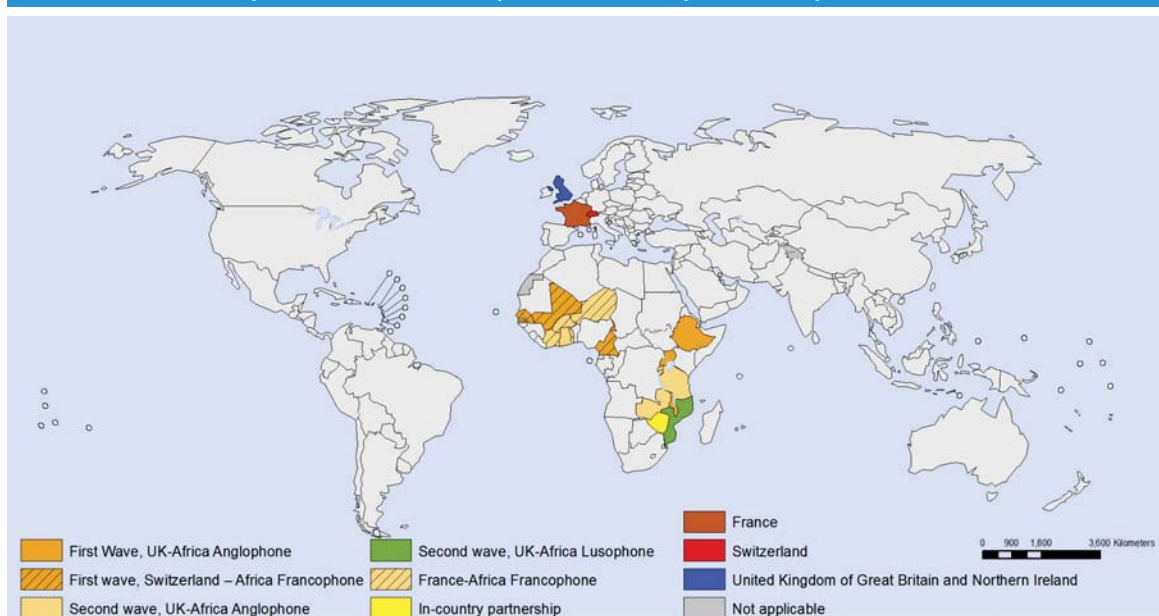 First Wave, UK-Africa Anglophone
First wave, Switzerland – Africa Francophone
Second wave, UK-Africa Anglophone
Second wave, UK-Africa Lusophone
France-Africa Francophone
In-country partnership
France
Switzerland
United Kingdom of Great Britain and Northern Ireland
Not applicable
0 900 1,800 3,600 Kilometers